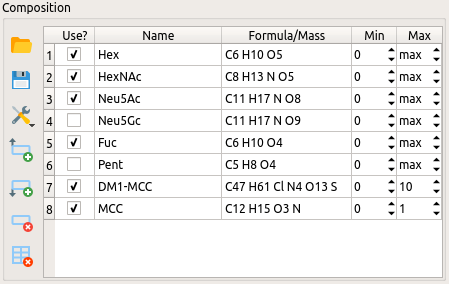 Composition
Use? Name Formula/Mass Min Max
1 Hex C6 H10 O5 0 max
2 HexNAc C8 H13 N O5 0 max
3 Neu5Ac C11 H17 N O8 0 max
4 Neu5Gc C11 H17 N O9 0 max
5 Fuc C6 H10 O4 0 max
6 Pent C5 H8 O4 0 max
7 DM1-MCC C47 H61 Cl N4 O13 S 0 10
8 MCC C12 H15 O3 N 0 1